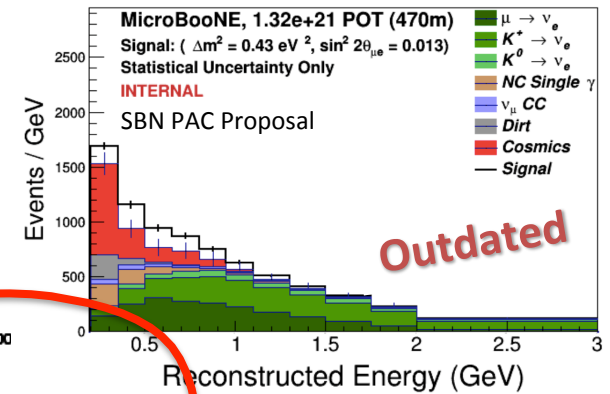 MicroBooNE, 1.32e+21 POT (470m)
Signal: ( Δm² = 0.43 eV ², sin² 2θμe = 0.013)
Statistical Uncertainty Only
INTERNAL
SBN PAC Proposal
μ → νe
K⁺ → νe
K⁰ → νe
NC Single γ
νμ CC
Dirt
Cosmics
Signal
Outdated
Events / GeV
2500
2000
1500
1000
500
0
0.5
1
1.5
2
2.5
3
Reconstructed Energy (GeV)